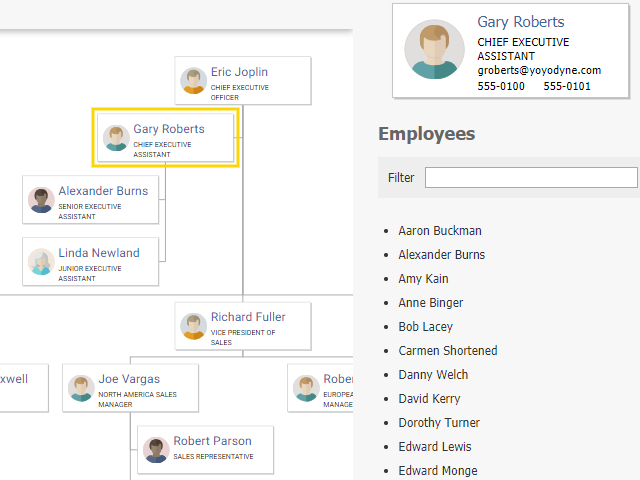 Eric Joplin
CHIEF EXECUTIVE
OFFICER
Gary Roberts
CHIEF EXECUTIVE
ASSISTANT
Alexander Burns
SENIOR EXECUTIVE
ASSISTANT
Linda Newland
JUNIOR EXECUTIVE
ASSISTANT
Richard Fuller
VICE PRESIDENT OF
SALES
xwell
Joe Vargas
NORTH AMERICA SALES
MANAGER
Rober
EUROPEA
MANAGE
Robert Parson
SALES REPRESENTATIVE
Gary Roberts
CHIEF EXECUTIVE
ASSISTANT
groberts@yoyodyne.com
555-0100 555-0101
Employees
Filter
Aaron Buckman
Alexander Burns
Amy Kain
Anne Binger
Bob Lacey
Carmen Shortened
Danny Welch
David Kerry
Dorothy Turner
Edward Lewis
Edward Monge